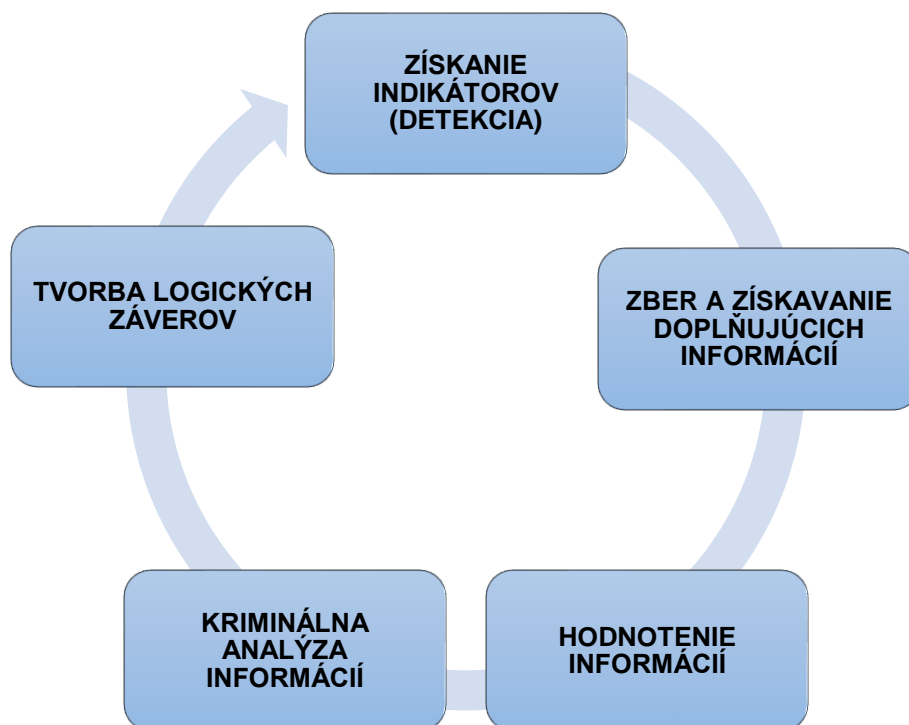 ZÍSKANIE
INDIKÁTOROV
(DETEKCIA)
ZBER A ZÍSKAVANIE
DOPLŇUJÚCICH
INFORMÁCIÍ
HODNOTENIE
INFORMÁCIÍ
KRIMINÁLNA
ANALÝZA
INFORMÁCIÍ
TVORBA LOGICKÝCH
ZÁVEROV